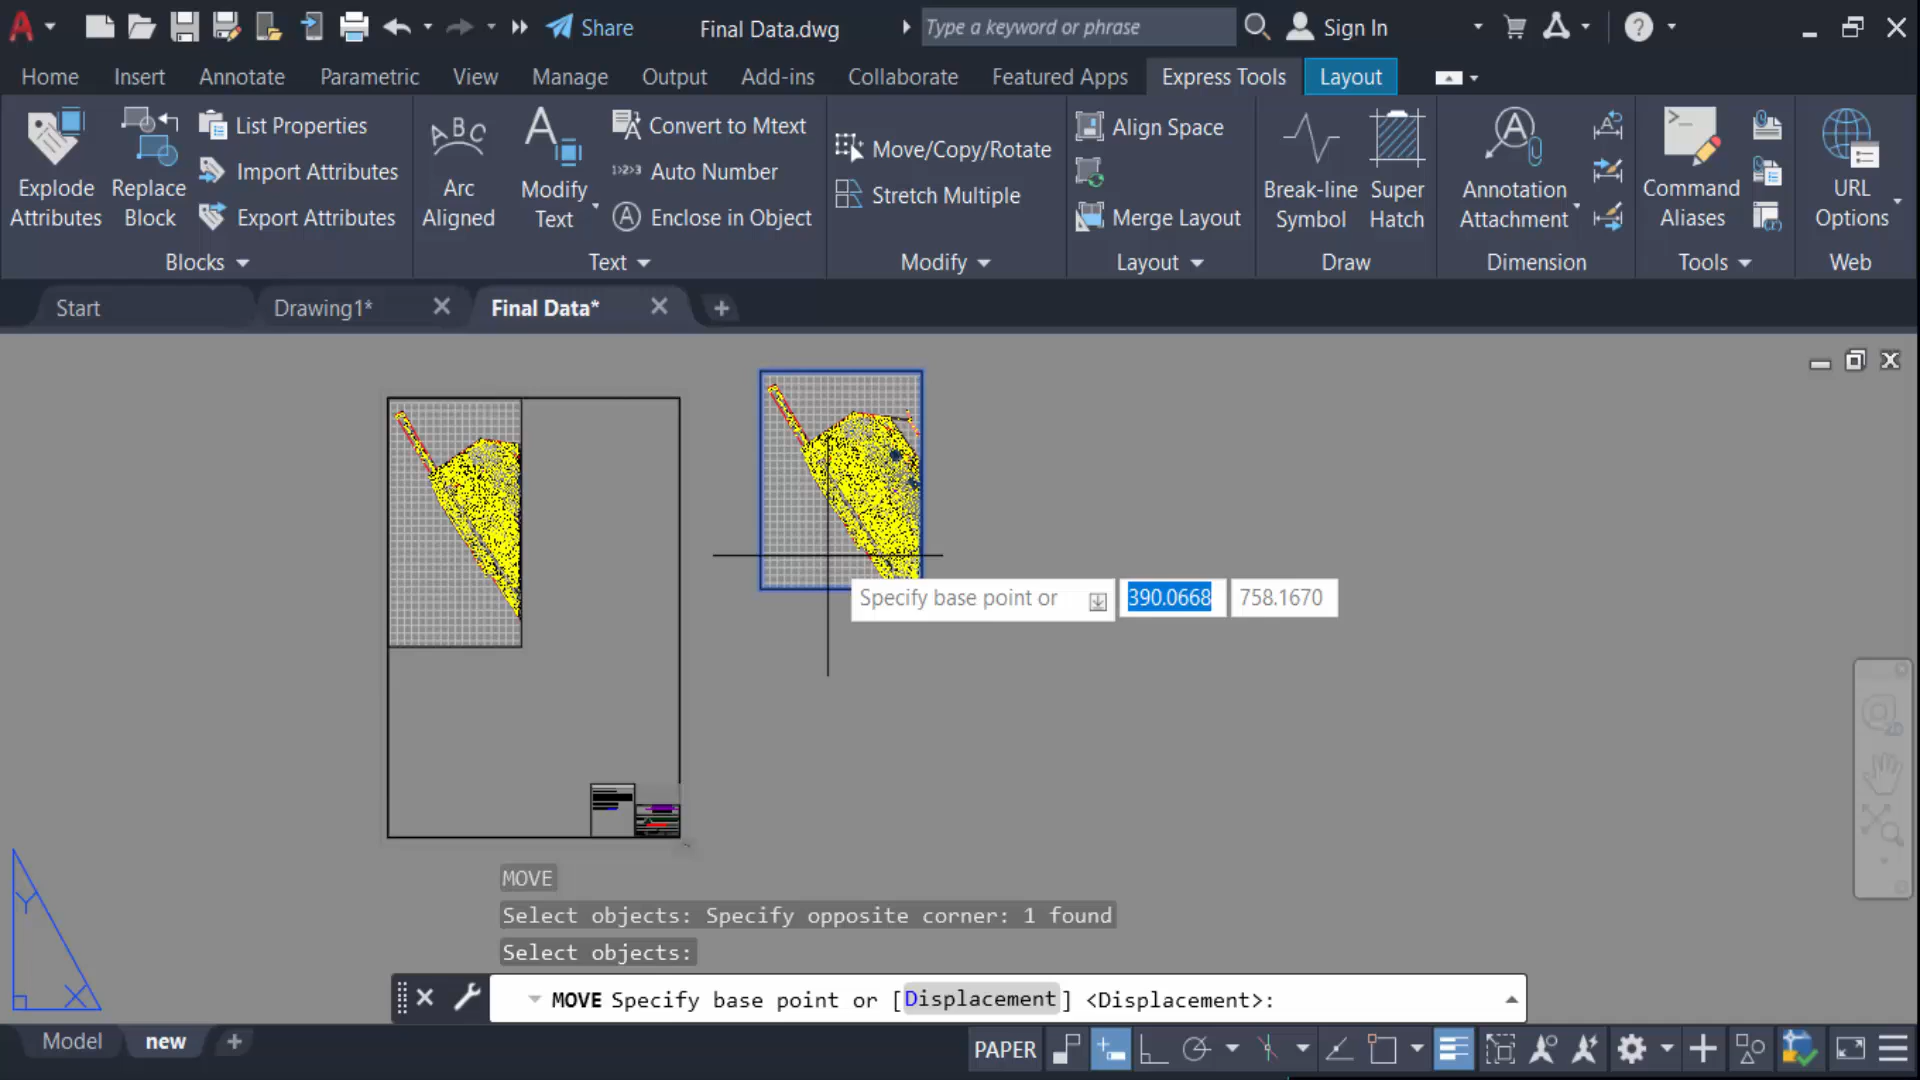 Share
Final Data.dwg
Type a keyword or phrase
Sign In
Home
Insert
Annotate
Parametric
View
Manage
Output
Add-ins
Collaborate
Featured Apps
Express Tools
Layout
Explode
Attributes
Replace
Block
List Properties
Import Attributes
Export Attributes
Blocks
Arc
Aligned
Modify
Text
Convert to Mtext
Auto Number
Enclose in Object
Text
Move/Copy/Rotate
Stretch Multiple
Modify
Align Space
Merge Layout
Layout
Break-line
Symbol
Super
Hatch
Draw
Annotation
Attachment
Dimension
Command
Aliases
Tools
URL
Options
Web
Start
Drawing1*
Final Data*
Specify base point or
390.0668
758.1670
MOVE
Select objects: Specify opposite corner: 1 found
Select objects:
MOVE Specify base point or [Displacement] <Displacement>:
Y
X
Model
new
PAPER